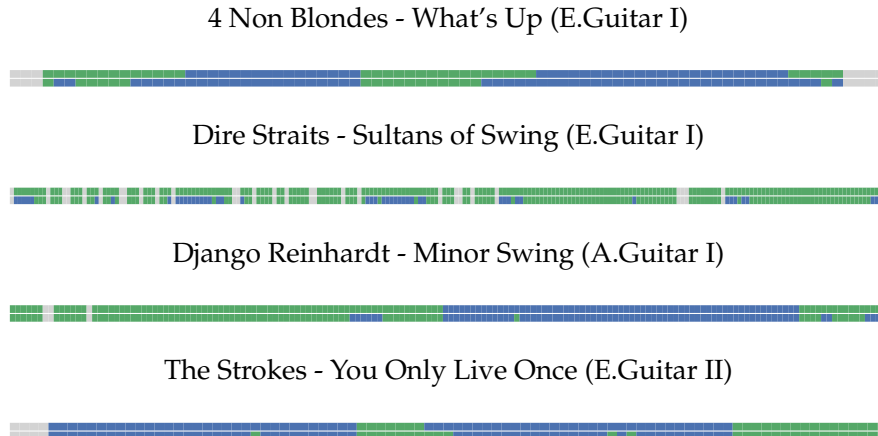 4 Non Blondes - What’s Up (E.Guitar I)
Dire Straits - Sultans of Swing (E.Guitar I)
Django Reinhardt - Minor Swing (A.Guitar I)
The Strokes - You Only Live Once (E.Guitar II)